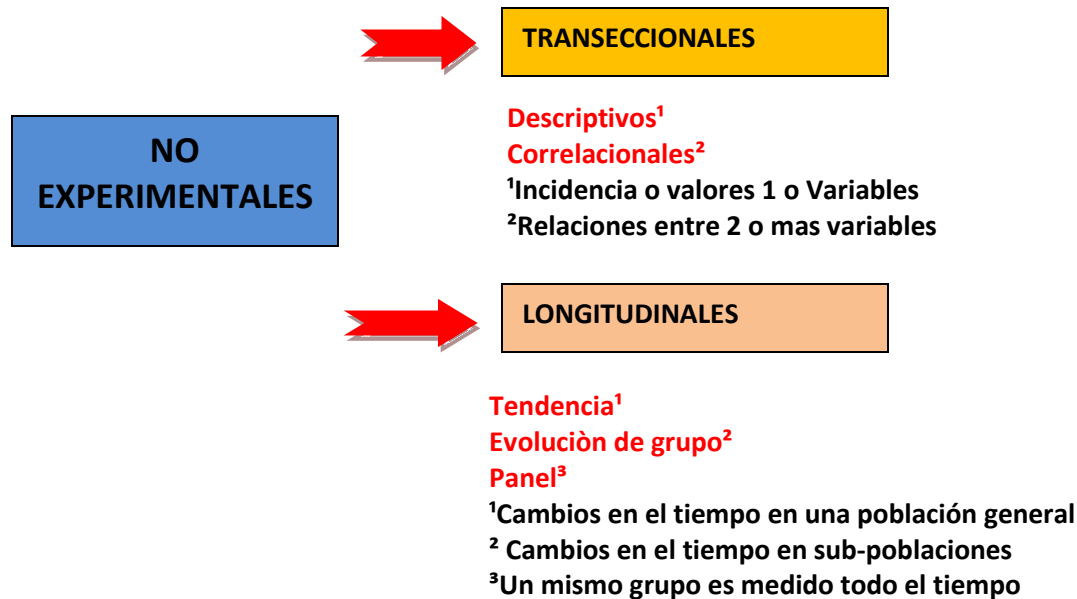 TRANSECCIONALES
NO
EXPERIMENTALES
Descriptivos¹
Correlacionales²
¹Incidencia o valores 1 o Variables
²Relaciones entre 2 o mas variables
LONGITUDINALES
Tendencia¹
Evoluciòn de grupo²
Panel³
¹Cambios en el tiempo en una población general
² Cambios en el tiempo en sub-poblaciones
³Un mismo grupo es medido todo el tiempo